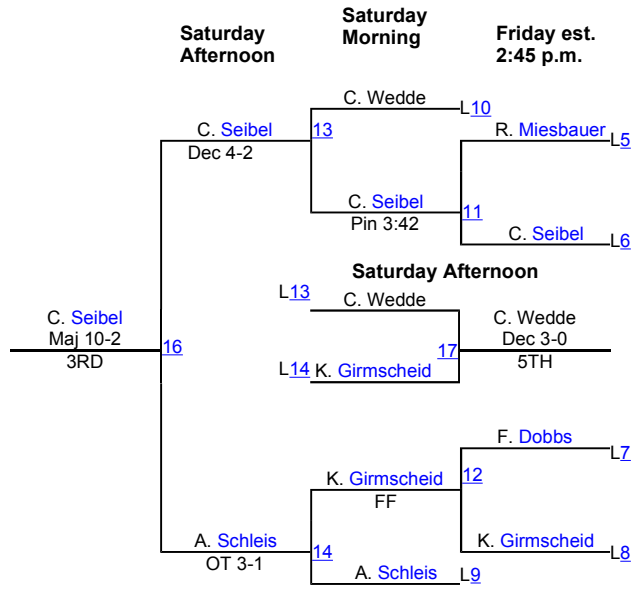 Saturday
Afternoon
Saturday
Morning
Friday est.
2:45 p.m.
C. Wedde
L10
C. Seibel
13
R. Miesbauer
L5
Dec 4-2
C. Seibel
11
Pin 3:42
C. Seibel
L6
Saturday Afternoon
L13
C. Wedde
C. Seibel
C. Wedde
Maj 10-2
16
17
Dec 3-0
3RD
5TH
L14
K. Girmscheid
F. Dobbs
L7
K. Girmscheid
12
FF
A. Schleis
14
K. Girmscheid
L8
OT 3-1
A. Schleis
L9